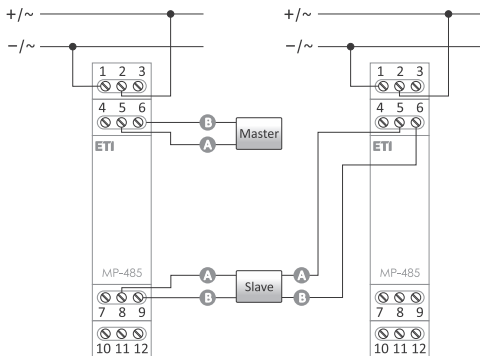 +/~ +/~
−/~ −/~
1 2 3 1 2 3
4 5 6 4 5 6
B
Master
A
ETI ETI
MP-485 MP-485
A A
Slave
B B
7 8 9 7 8 9
10 11 12 10 11 12